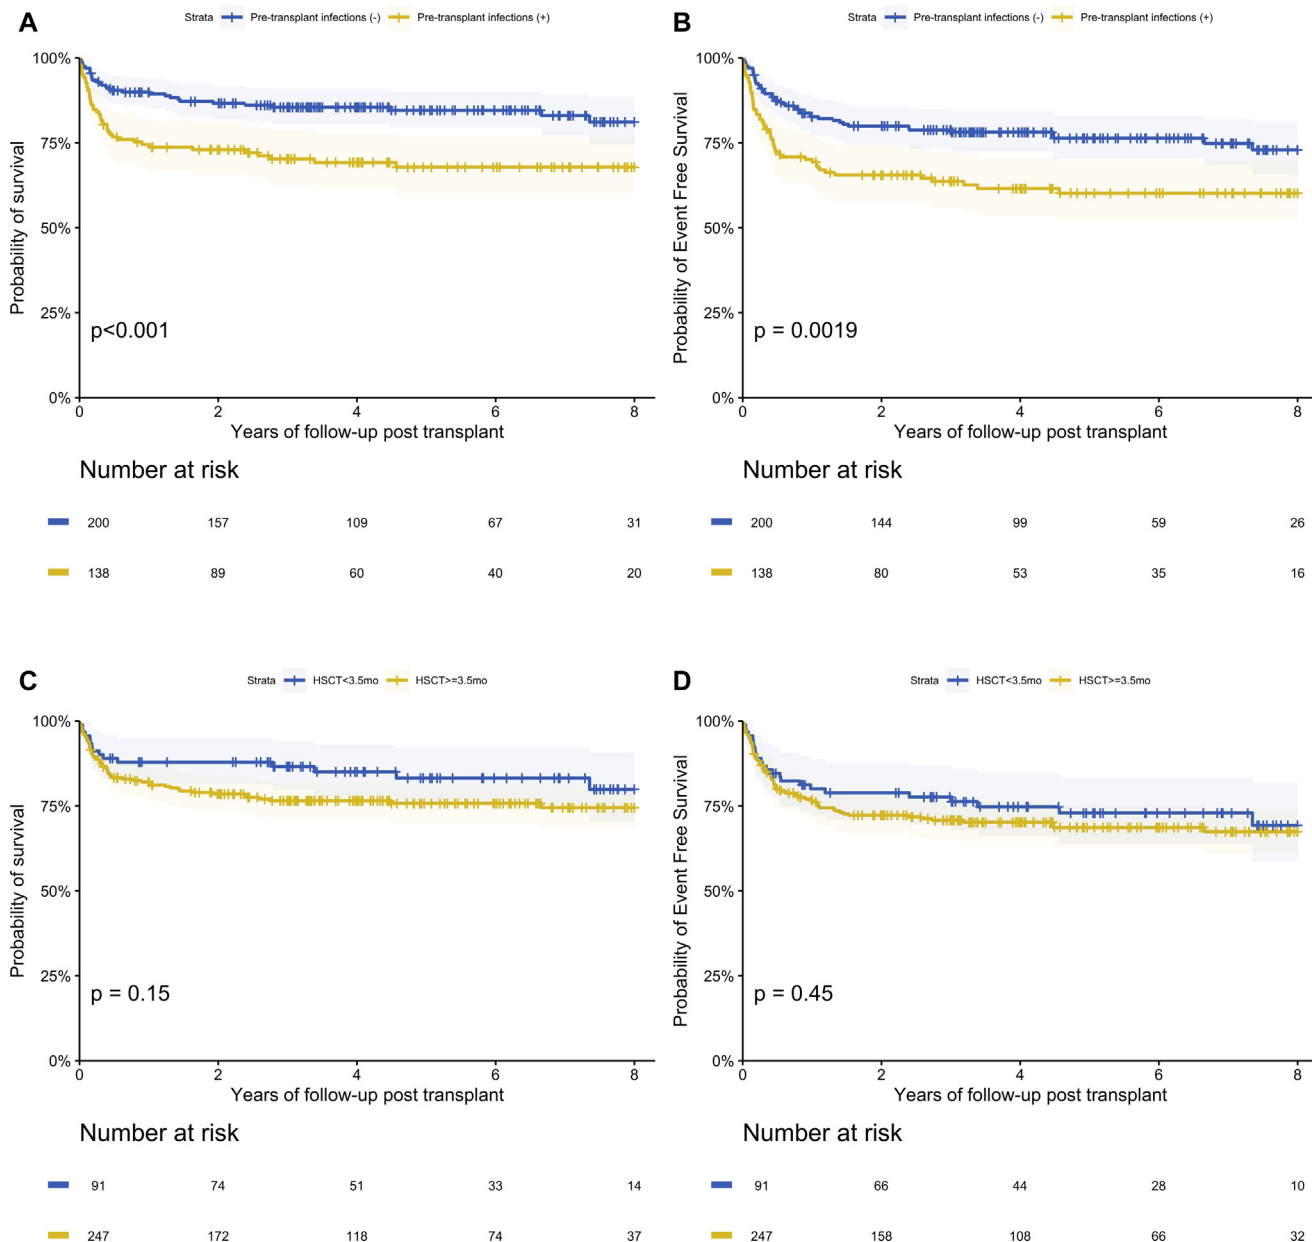 A
Strata Pre-transplant infections (-) Pre-transplant infections (+)
Probability of survival
100%
75%
50%
25%
0%
p<0.001
0 2 4 6 8
Years of follow-up post transplant
Number at risk
200 157 109 67 31
138 89 60 40 20
B
Strata Pre-transplant infections (-) Pre-transplant infections (+)
Probability of Event Free Survival
100%
75%
50%
25%
0%
p = 0.0019
0 2 4 6 8
Years of follow-up post transplant
Number at risk
200 144 99 59 26
138 80 53 35 16
C
Strata HSCT<3.5mo HSCT>=3.5mo
Probability of survival
100%
75%
50%
25%
0%
p = 0.15
0 2 4 6 8
Years of follow-up post transplant
Number at risk
91 74 51 33 14
247 172 118 74 37
D
Strata HSCT<3.5mo HSCT>=3.5mo
Probability of Event Free Survival
100%
75%
50%
25%
0%
p = 0.45
0 2 4 6 8
Years of follow-up post transplant
Number at risk
91 66 44 28 10
247 158 108 66 32